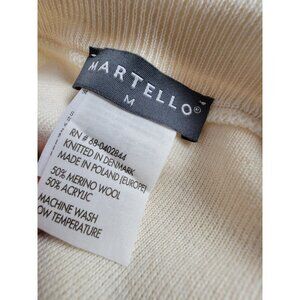 MARTELLO®
M
RN # 68-0402844
KNITTED IN DENMARK
MADE IN POLAND (EUROPE)
50% MERINO WOOL
50% ACRYLIC
MACHINE WASH
LOW TEMPERATURE